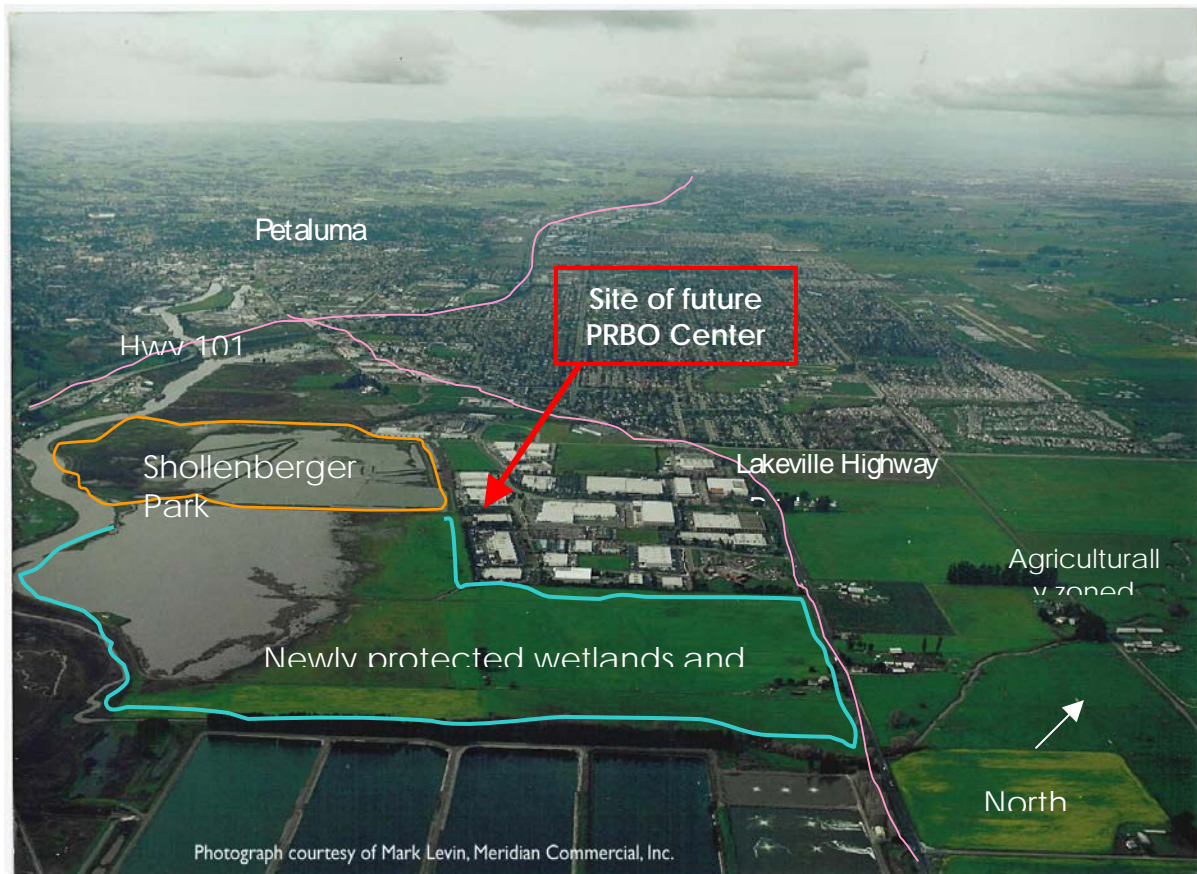 Petaluma
Site of future
PRBO Center
Hwy 101
Shollenberger
Park
Lakeville Highway
Agriculturall
y zoned
Newly protected wetlands and
North
Photograph courtesy of Mark Levin, Meridian Commercial, Inc.